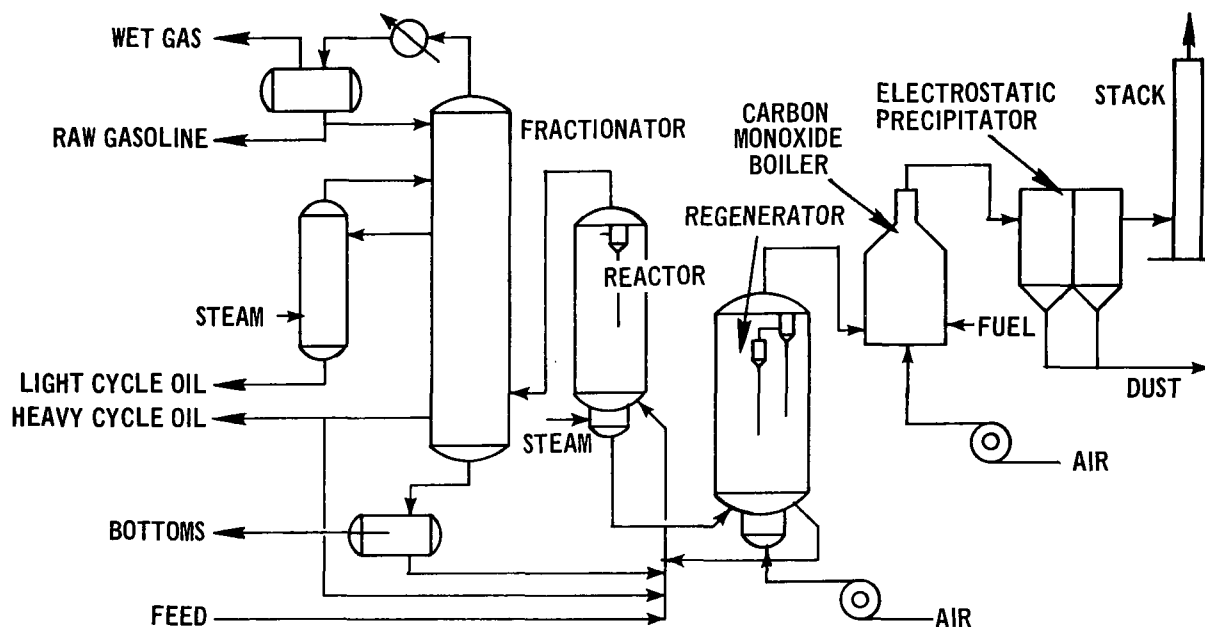 WET GAS
RAW GASOLINE
FRACTIONATOR
CARBON
MONOXIDE
BOILER
ELECTROSTATIC
PRECIPITATOR
STACK
REGENERATOR
REACTOR
STEAM
FUEL
LIGHT CYCLE OIL
HEAVY CYCLE OIL
STEAM
DUST
AIR
BOTTOMS
FEED
AIR